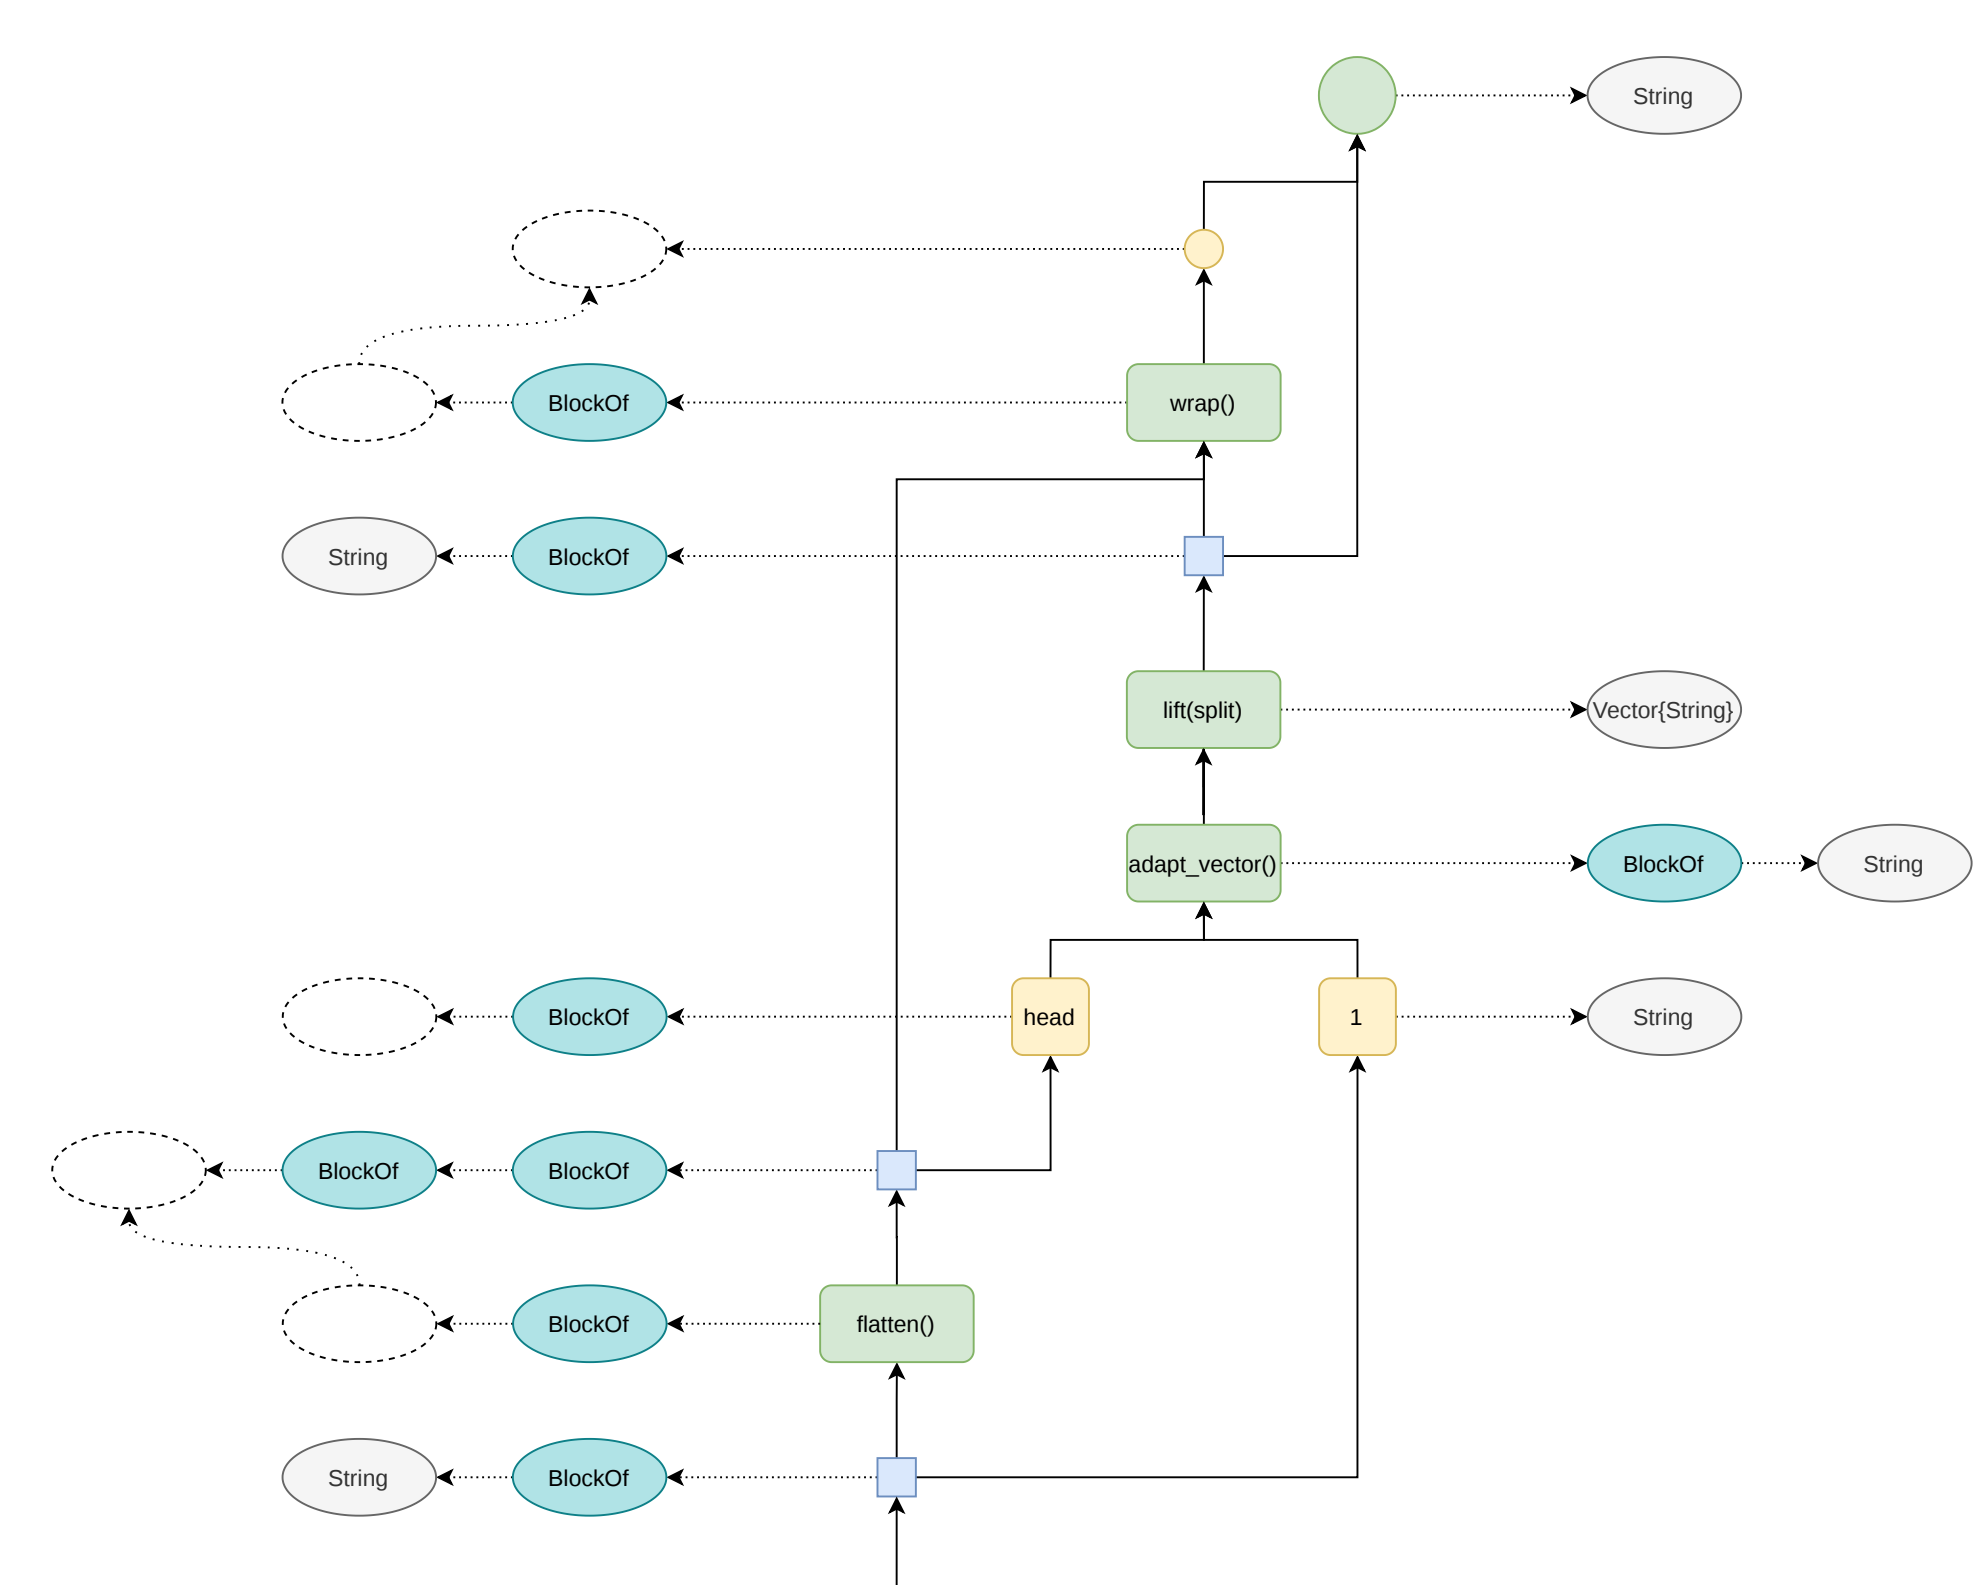 String
BlockOf
wrap()
String
BlockOf
lift(split)
Vector{String}
adapt_vector()
BlockOf
String
BlockOf
head
1
String
BlockOf
BlockOf
BlockOf
flatten()
String
BlockOf